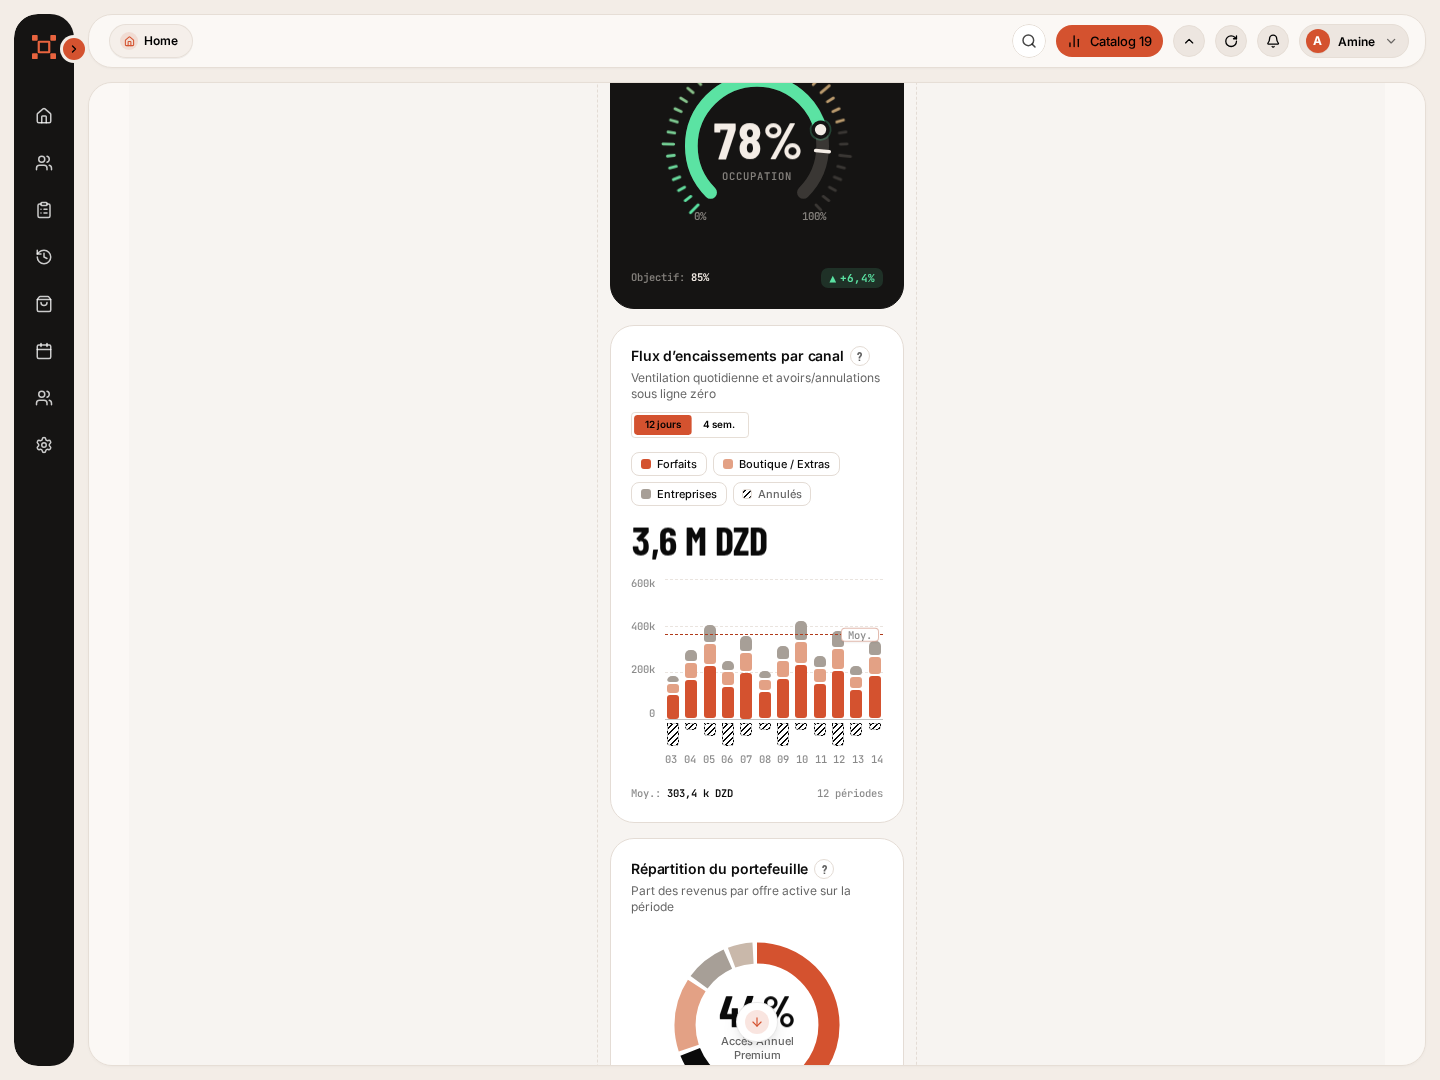 Home
Catalog 19
A
Amine
78%
OCCUPATION
0%
100%
Objectif: 85%
▲ +6,4%
Flux d’encaissements par canal ?
Ventilation quotidienne et avoirs/annulations
sous ligne zéro
12 jours
4 sem.
Forfaits
Boutique / Extras
Entreprises
Annulés
3,6 M DZD
600k
400k
200k
0
Moy.
03 04 05 06 07 08 09 10 11 12 13 14
Moy.: 303,4 k DZD
12 périodes
Répartition du portefeuille ?
Part des revenus par offre active sur la
période
Accès Annuel
Premium